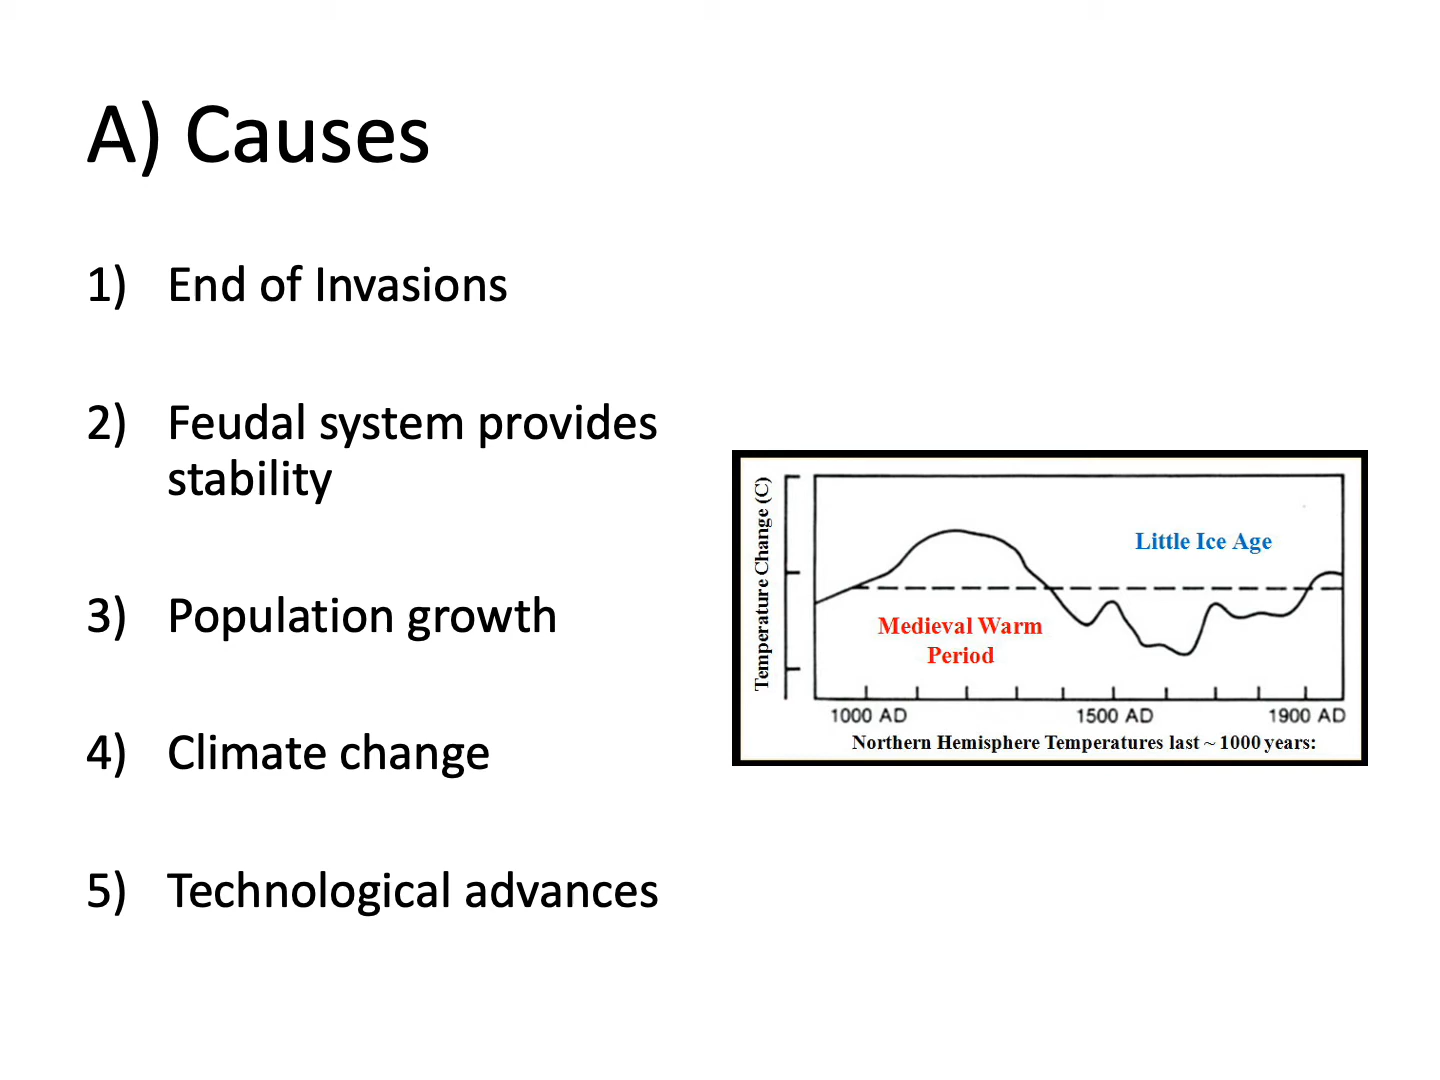 A) Causes
1) End of Invasions
2) Feudal system provides
stability
3) Population growth
4) Climate change
5) Technological advances
Temperature Change (C)
Little Ice Age
Medieval Warm
Period
1000 AD 1500 AD 1900 AD
Northern Hemisphere Temperatures last ~ 1000 years: